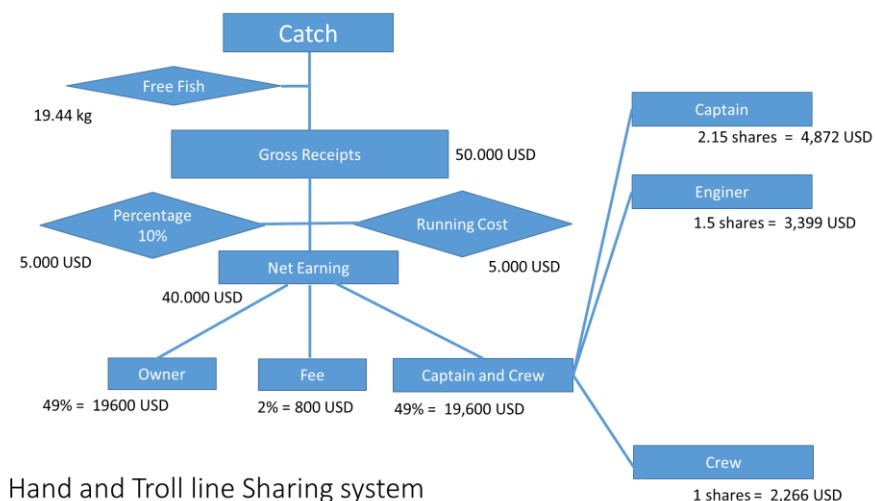 Catch
Free Fish
19.44 kg
Gross Receipts
50.000 USD
Percentage
10%
5.000 USD
Running Cost
5.000 USD
Net Earning
40.000 USD
Owner
49% = 19600 USD
Fee
2% = 800 USD
Captain and Crew
49% = 19,600 USD
Captain
2.15 shares = 4,872 USD
Enginer
1.5 shares = 3,399 USD
Crew
1 shares = 2,266 USD
Hand and Troll line Sharing system